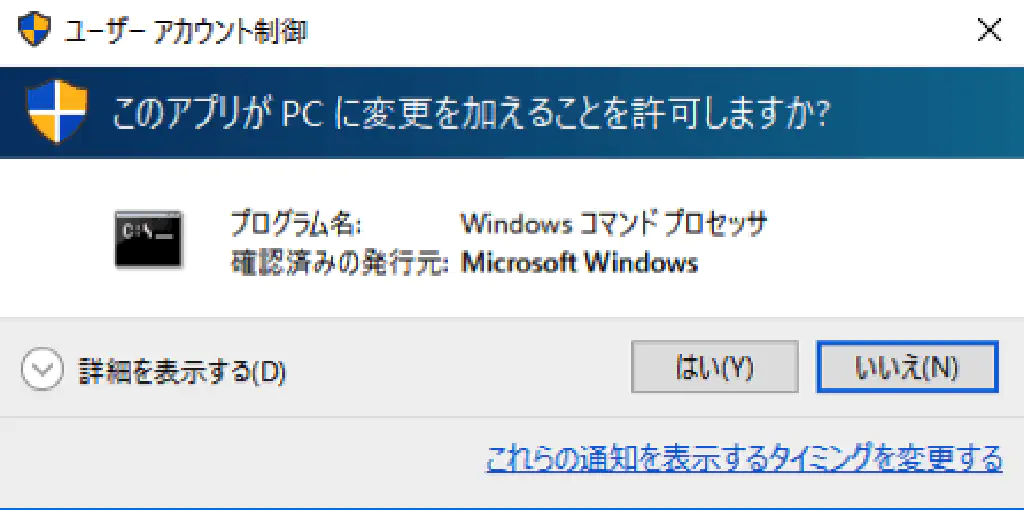 ユーザー アカウント制御
このアプリが PC に変更を加えることを許可しますか?
C:\_
プログラム名: Windows コマンド プロセッサ
確認済みの発行元: Microsoft Windows
詳細を表示する(D)
はい(Y)
いいえ(N)
これらの通知を表示するタイミングを変更する